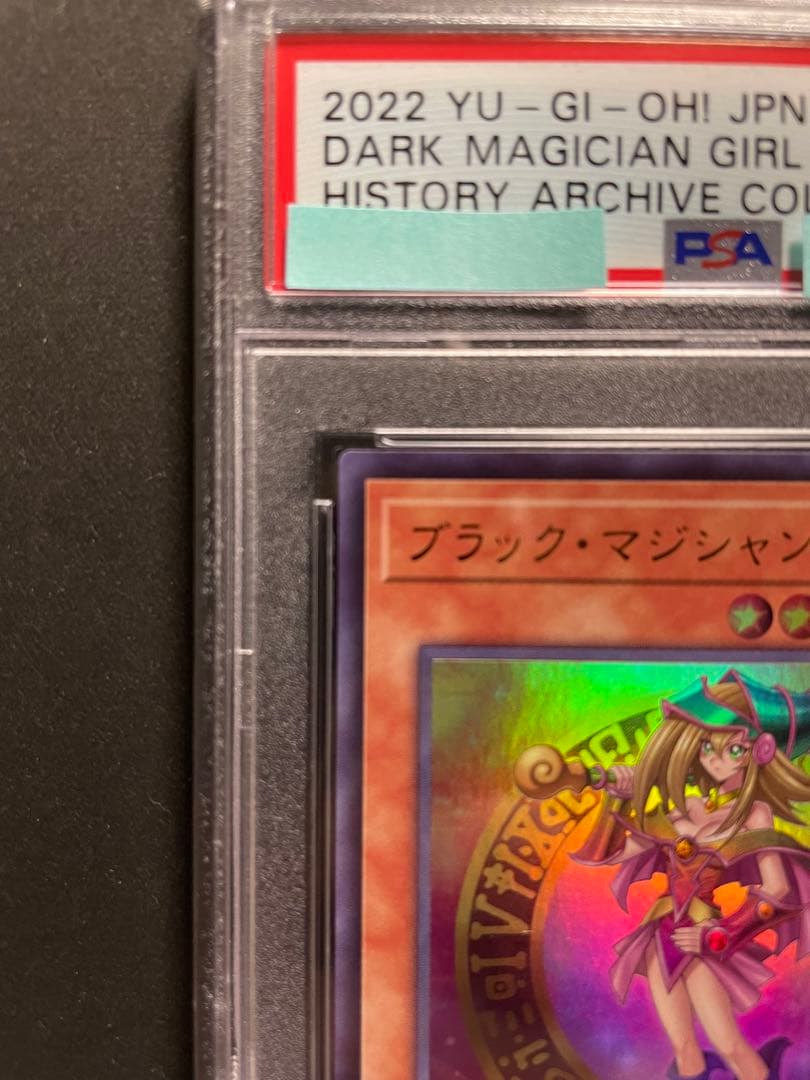 2022 YU-GI-OH! JPN
DARK MAGICIAN GIRL
HISTORY ARCHIVE COL
PSA
ブラック・マジシャン